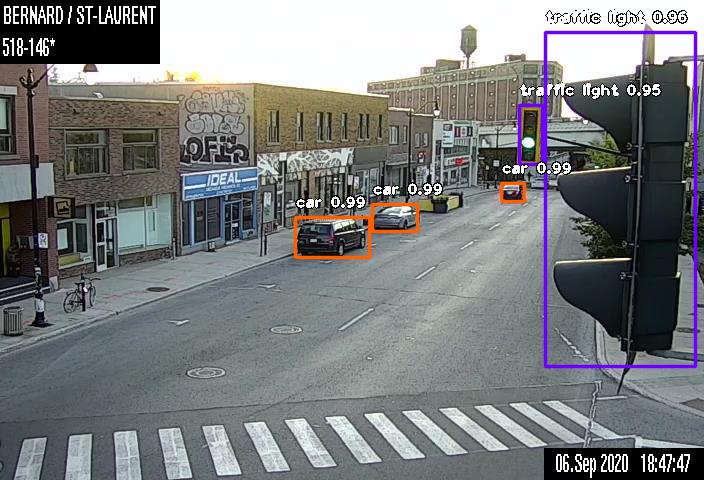 BERNARD / ST-LAURENT
518-146*
traffic light 0.96
traffic light 0.95
car 0.99
car 0.99
car 0.99
IDEAL
06.Sep 2020 18:47:47